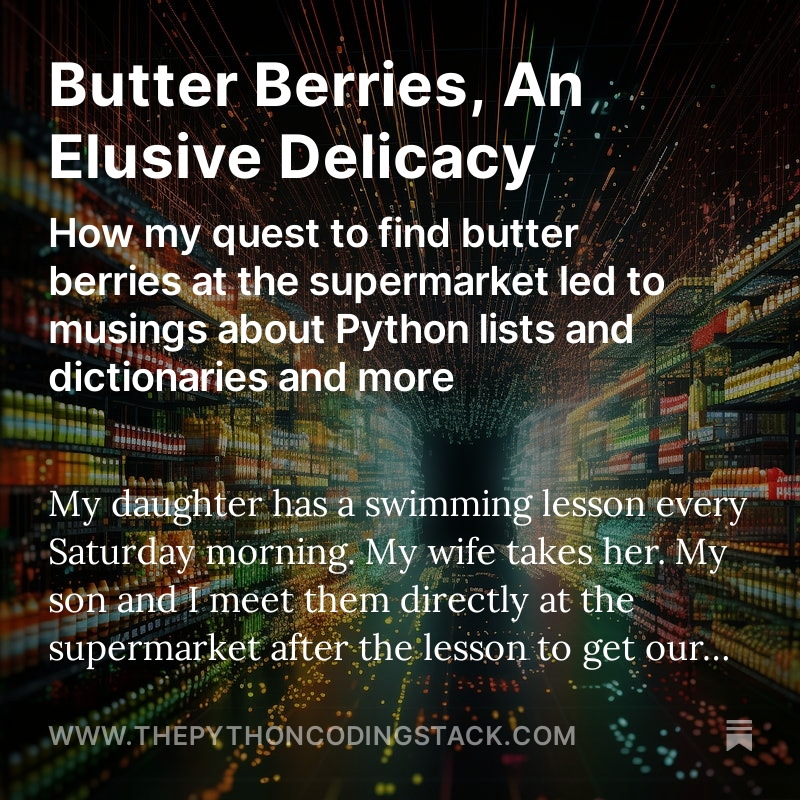 Butter Berries, An
Elusive Delicacy
How my quest to find butter
berries at the supermarket led to
musings about Python lists and
dictionaries and more
My daughter has a swimming lesson every
Saturday morning. My wife takes her. My
son and I meet them directly at the
supermarket after the lesson to get our...
WWW.THEPYTHONCODINGSTACK.COM